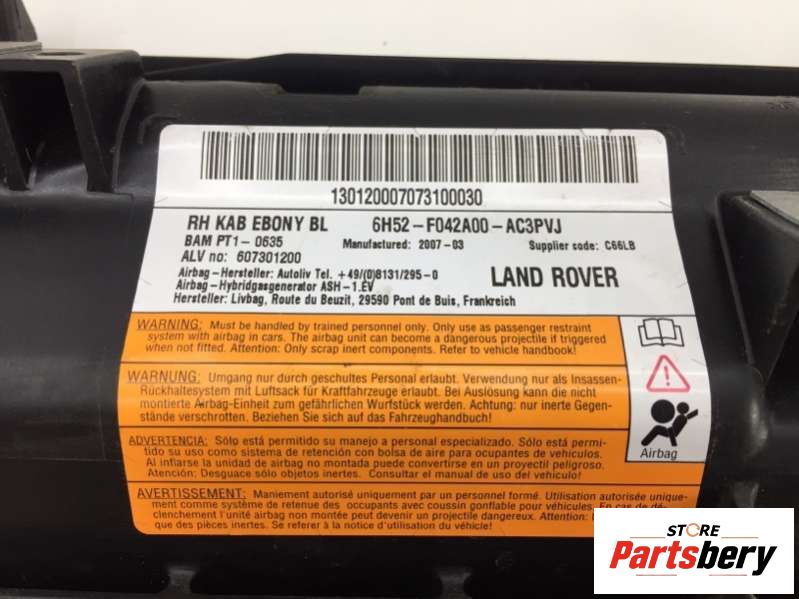 130120007073100030
RH KAB EBONY BL 6H52-F042A00-AC3PVJ
BAM PT1- 0635 Manufactured: 2007-03 Supplier code: C66LB
ALV no: 607301200
Airbag-Hersteller: Autoliv Tel. +49/(0)8131/295-0 LAND ROVER
Airbag-Hybridgasgenerator ASH-1.EV
Hersteller: Livbag, Route du Beuzit, 29590 Pont de Buis, Frankreich
WARNING: Must be handled by trained personnel only. Only use as passenger restraint
system with airbag in cars. The airbag unit can become a dangerous projectile if triggered
when not fitted. Attention: Only scrap inert components. Refer to vehicle handbook!
WARNUNG: Umgang nur durch geschultes Personal erlaubt. Verwendung nur als Insassen-
Rückhaltesystem mit Luftsack für Kraftfahrzeuge erlaubt. Bei Auslösung kann die nicht
montierte Airbag-Einheit zum gefährlichen Wurfstück werden. Achtung: nur inerte Gegen-
stände verschrotten. Beziehen Sie sich auf das Fahrzeughandbuch!
Airbag
ADVERTENCIA: Sólo está permitido su manejo a personal especializado. Sólo está permi-
tido su uso como sistema de retención con bolsa de aire para ocupantes de vehículos.
Al inflarse la unidad de airbag no montada puede convertirse en un proyectil peligroso.
Atención: Desguace sólo objetos inertes. Consultar el manual de uso del vehículo!
AVERTISSEMENT: Maniement autorisé uniquement par un personnel formé. Utilisation autorisée unique-
ment comme système de retenue des occupants avec coussin gonflable pour véhicules. En cas de dé-
clenchement l'unité airbag non montée peut devenir un projectile dangereux. Attention:
que des pièces inertes. Se referer à la notice d'utilisation du véhicle!
STORE
Partsbery